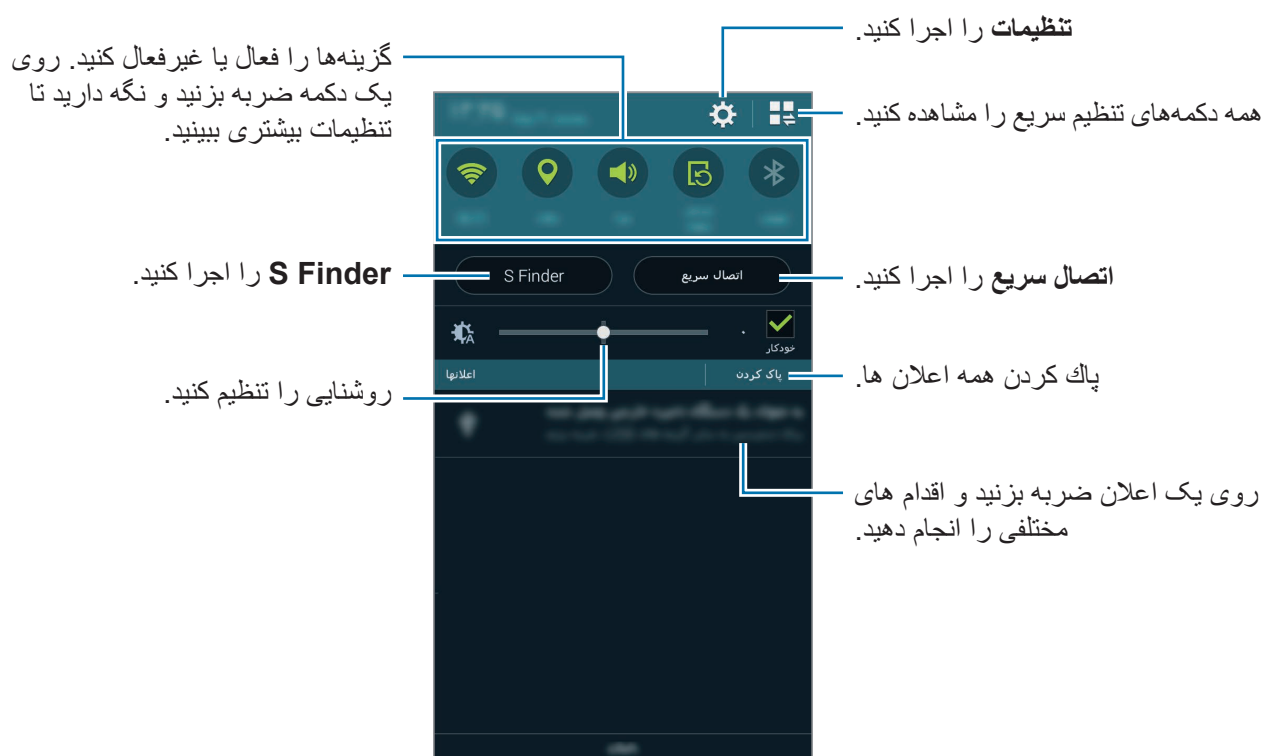 تنظیمات را اجرا کنید.
همه دکمه‌های تنظیم سریع را مشاهده کنید.
گزینه‌ها را فعال یا غیرفعال کنید. روی
یک دکمه ضربه بزنید و نگه دارید تا
تنظیمات بیشتری ببینید.
اتصال سریع
S Finder
اتصال سریع را اجرا کنید.
S Finder را اجرا کنید.
خودکار
پاک کردن
اعلانها
پاك کردن همه اعلان ها.
روشنایی را تنظیم کنید.
روی یک اعلان ضربه بزنید و اقدام های
مختلفی را انجام دهید.